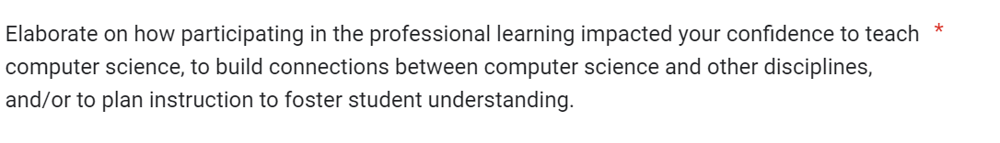 Elaborate on how participating in the professional learning impacted your confidence to teach *
computer science, to build connections between computer science and other disciplines,
and/or to plan instruction to foster student understanding.